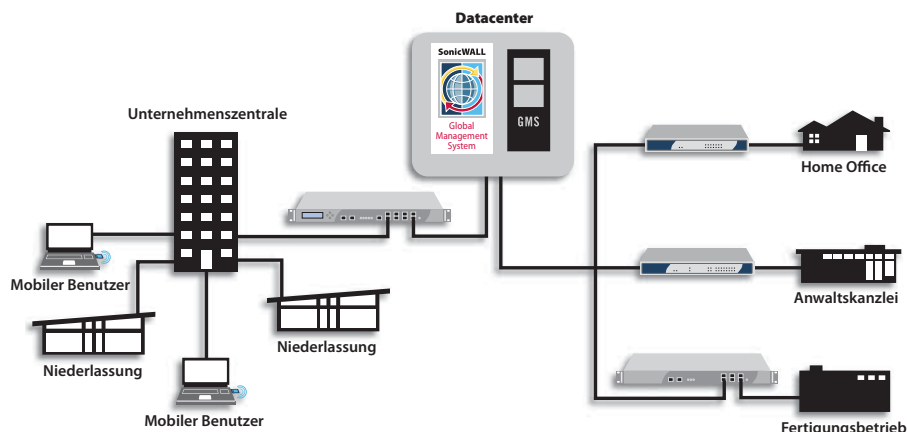 Datacenter
SonicWALL
Global
Management
System
GMS
Unternehmenszentrale
Home Office
Mobiler Benutzer
Anwaltskanzlei
Niederlassung
Niederlassung
Mobiler Benutzer
Fertigungsbetrieb